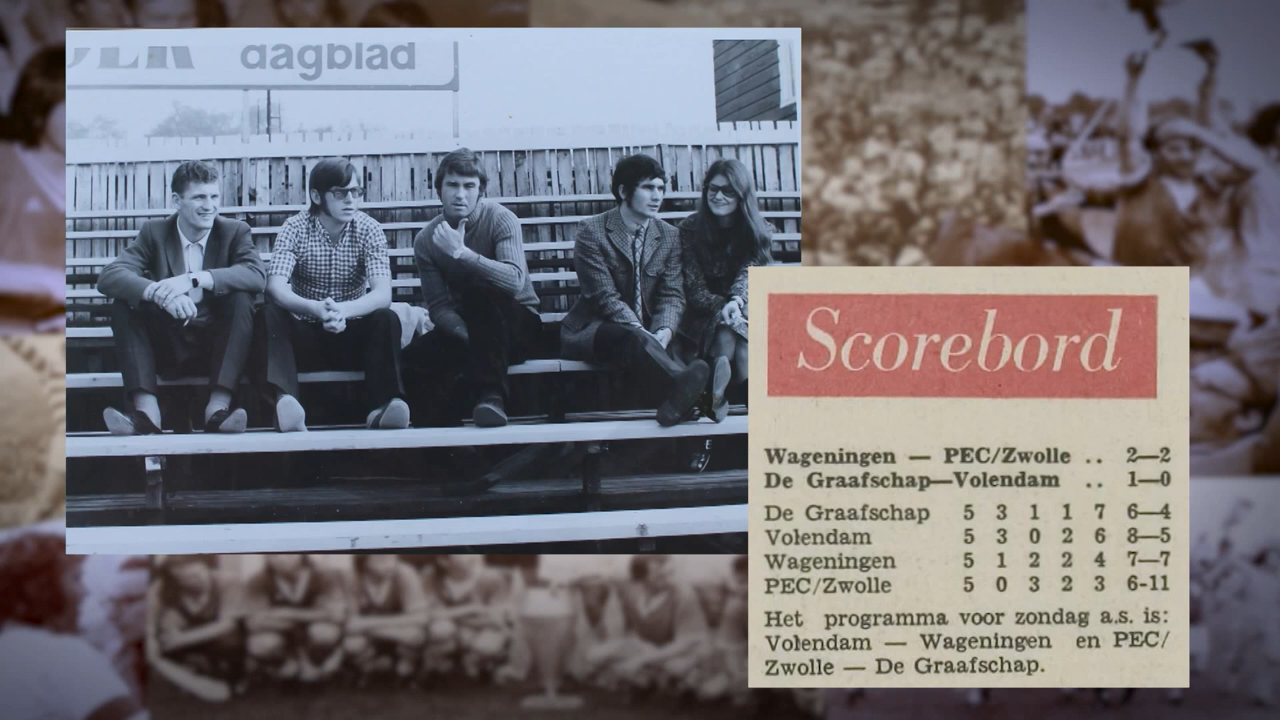 dagblad
Scorebord
Wageningen — PEC/Zwolle .. 2—2
De Graafschap—Volendam .. 1—0
De Graafschap 5 3 1 1 7 6—4
Volendam 5 3 0 2 6 8—5
Wageningen 5 1 2 2 4 7—7
PEC/Zwolle 5 0 3 2 3 6-11
Het programma voor zondag a.s. is:
Volendam — Wageningen en PEC/
Zwolle — De Graafschap.